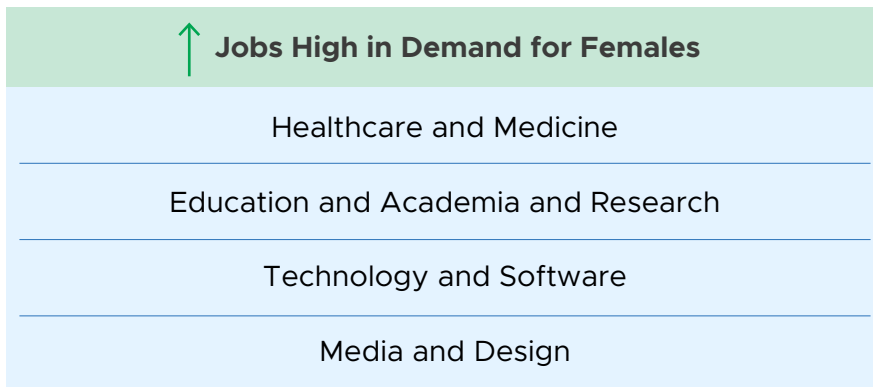 Jobs High in Demand for Females
Healthcare and Medicine
Education and Academia and Research
Technology and Software
Media and Design